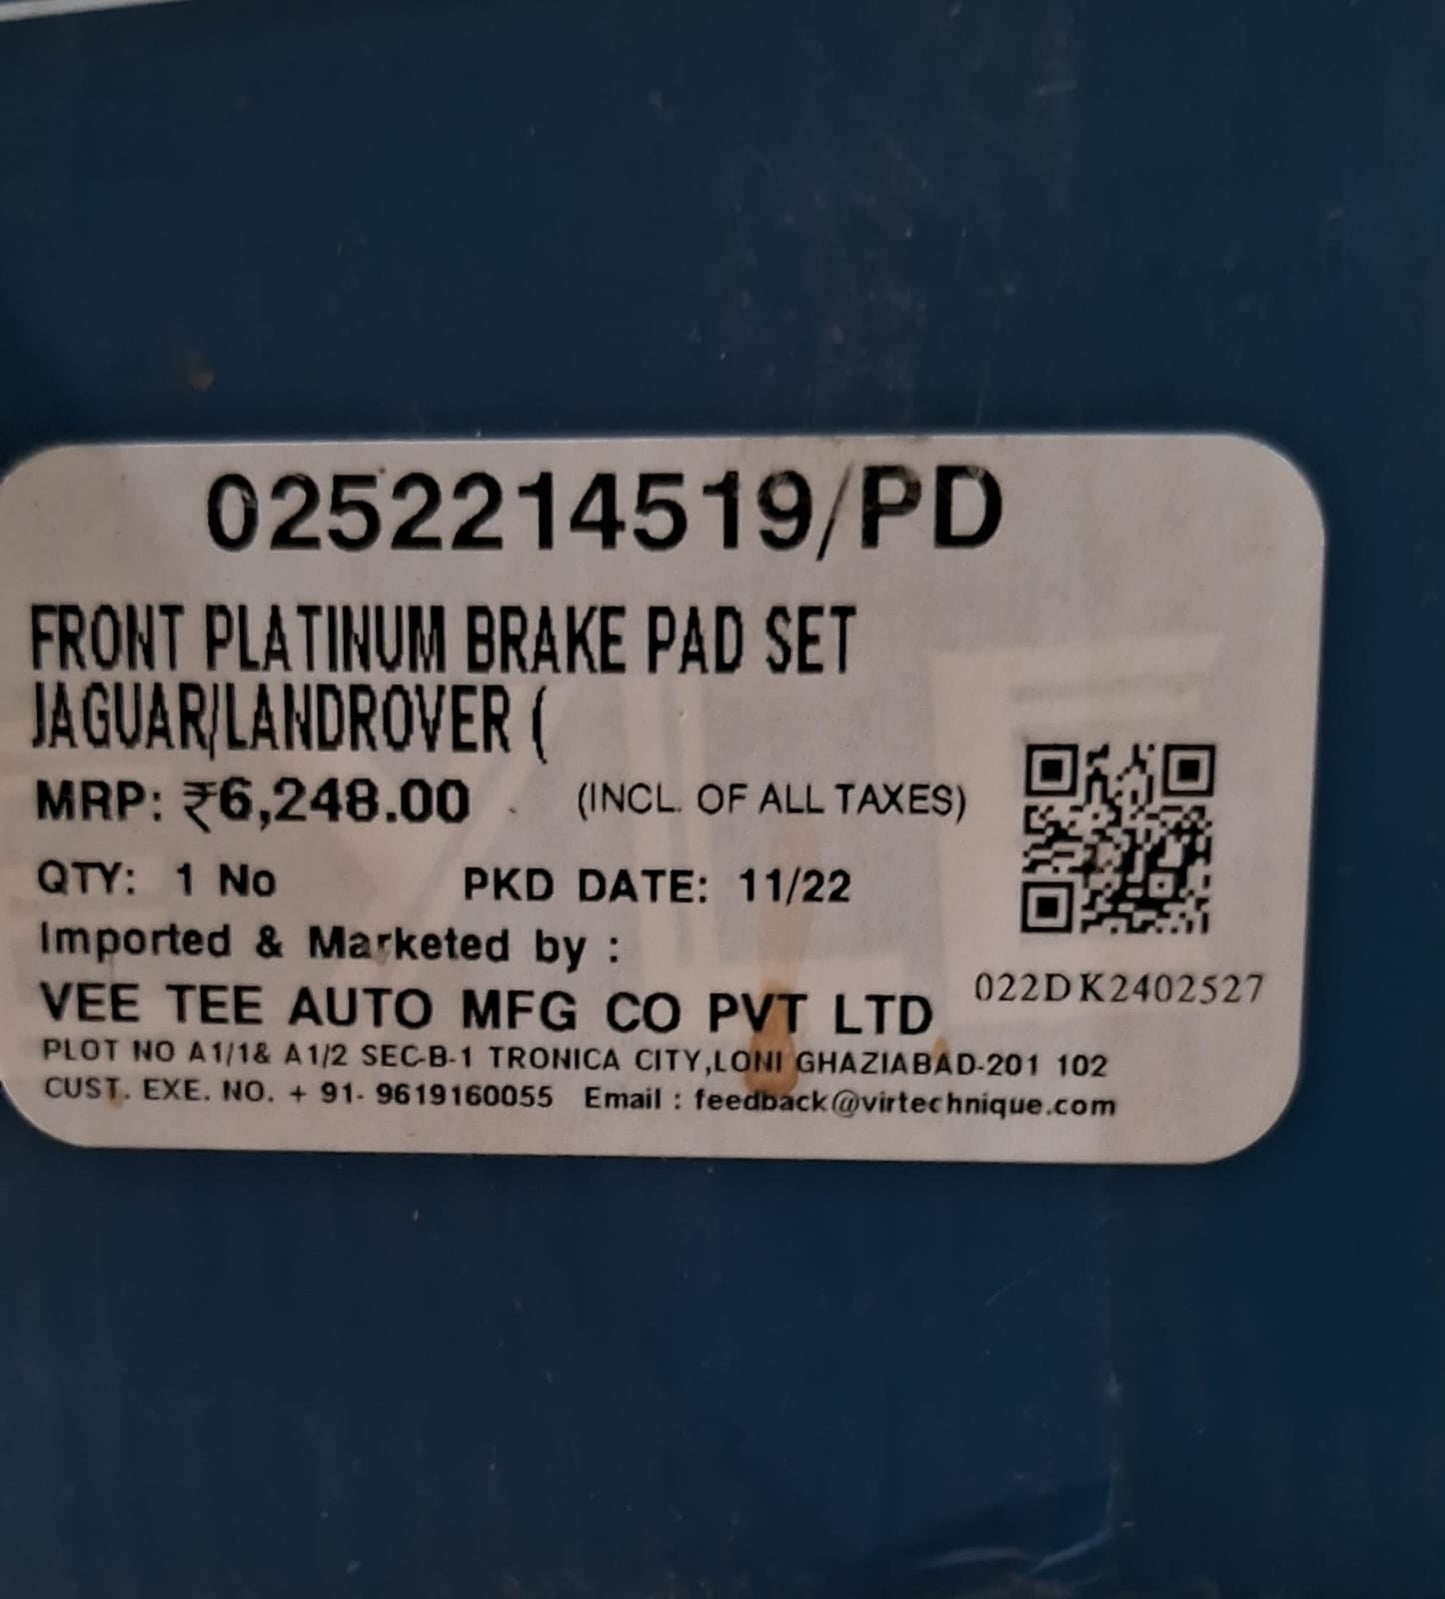 0252214519/PD
FRONT PLATINUM BRAKE PAD SET
JAGUAR/LANDROVER (
MRP: ₹6,248.00 (INCL. OF ALL TAXES)
QTY: 1 No PKD DATE: 11/22
Imported & Marketed by :
VEE TEE AUTO MFG CO PVT LTD
022DK2402527
PLOT NO A1/1& A1/2 SEC-B-1 TRONICA CITY,LONI GHAZIABAD-201 102
CUST. EXE. NO. + 91- 9619160055 Email : feedback@virtechnique.com